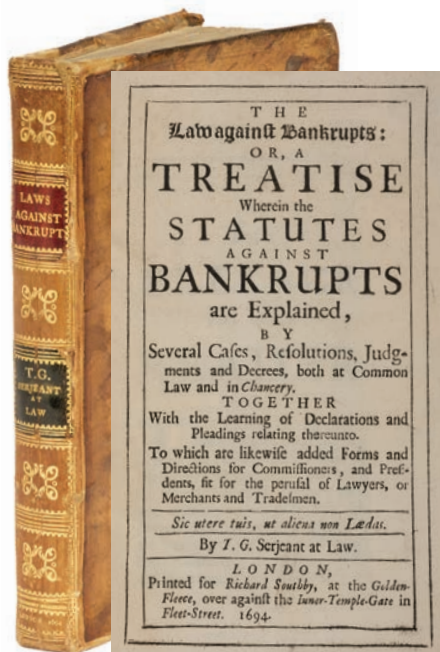 LAWS
AGAINST
BANKRUPT
T.G.
SERJEANT
AT
LAW
THE
Law againſt Bankrupts:
OR, A
TREATISE
Wherein the
STATUTES
AGAINST
BANKRUPTS
are Explained,
BY
Several Caſes, Reſolutions, Judg-
ments and Decrees, both at Common
Law and in Chancery.
TOGETHER
With the Learning of Declarations and
Pleadings relating thereunto.
To which are likewiſe added Forms and
Directions for Commiſſioners, and Preſi-
dents, fit for the peruſal of Lawyers, or
Merchants and Tradeſmen.
Sic utere tuis, ut aliena non Lædas.
By T. G. Serjeant at Law.
LONDON,
Printed for Richard Southby, at the Golden-
Fleece, over againſt the Inner-Temple-Gate in
Fleet-Street. 1694.